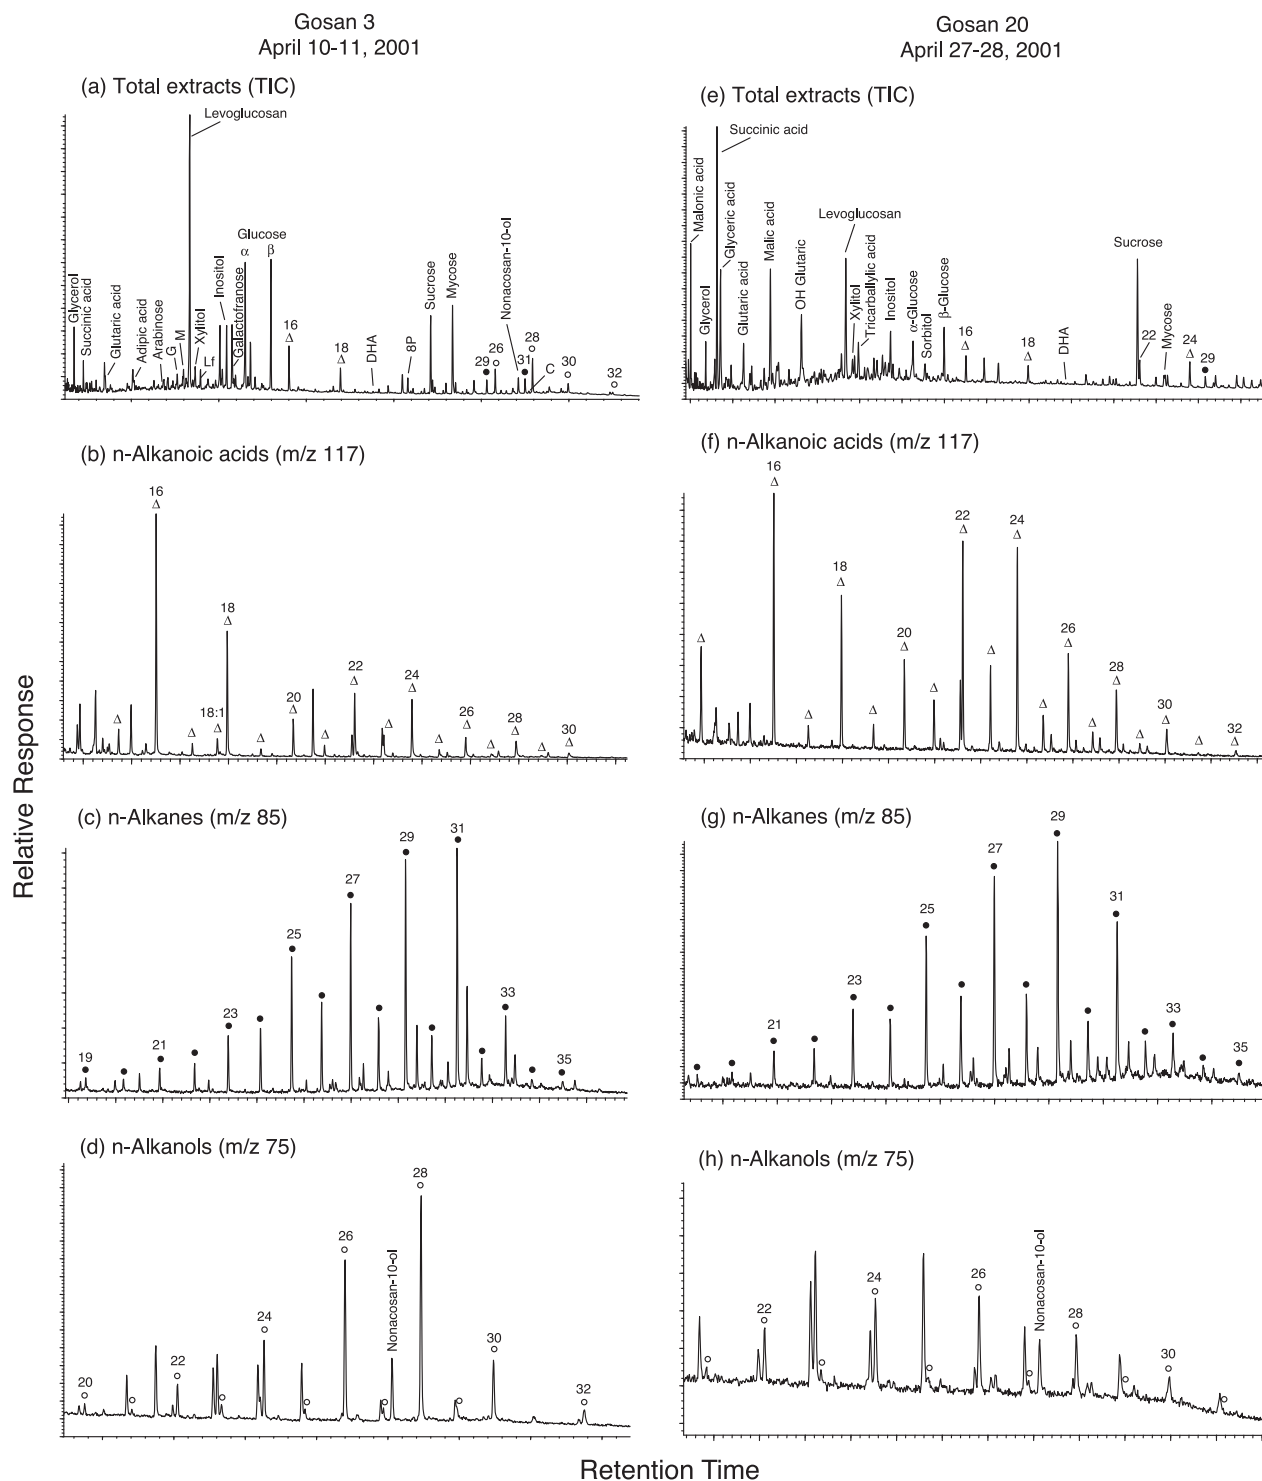 Gosan 3
April 10-11, 2001
Gosan 20
April 27-28, 2001
(a) Total extracts (TIC)
Levoglucosan
Glycerol
Succinic acid
Glutaric acid
Adipic acid
Arabinose
G
M
Xylitol
Lf
Inositol
Galactofranose
Glucose
α
β
16
Δ
18
Δ
DHA
8P
Sucrose
Mycose
29
26
Nonacosan-10-ol
31
28
C
30
32
(e) Total extracts (TIC)
Malonic acid
Succinic acid
Glycerol
Glyceric acid
Glutaric acid
Malic acid
OH Glutaric
Levoglucosan
Xylitol
Tricarballylic acid
Inositol
α-Glucose
Sorbitol
β-Glucose
16
Δ
18
Δ
DHA
Sucrose
22
Mycose
24
Δ
29
(b) n-Alkanoic acids (m/z 117)
16
Δ
Δ
Δ
18:1
Δ
18
Δ
Δ
20
Δ
Δ
22
Δ
Δ
24
Δ
Δ
26
Δ
Δ
28
Δ
Δ
30
Δ
(f) n-Alkanoic acids (m/z 117)
Δ
16
Δ
Δ
18
Δ
Δ
20
Δ
Δ
22
Δ
Δ
24
Δ
Δ
26
Δ
Δ
28
Δ
Δ
30
Δ
Δ
32
Δ
(c) n-Alkanes (m/z 85)
19
21
23
25
27
29
31
33
35
(g) n-Alkanes (m/z 85)
21
23
25
27
29
31
33
35
(d) n-Alkanols (m/z 75)
20
22
24
26
Nonacosan-10-ol
28
30
32
(h) n-Alkanols (m/z 75)
22
24
26
Nonacosan-10-ol
28
30
Relative Response
Retention Time